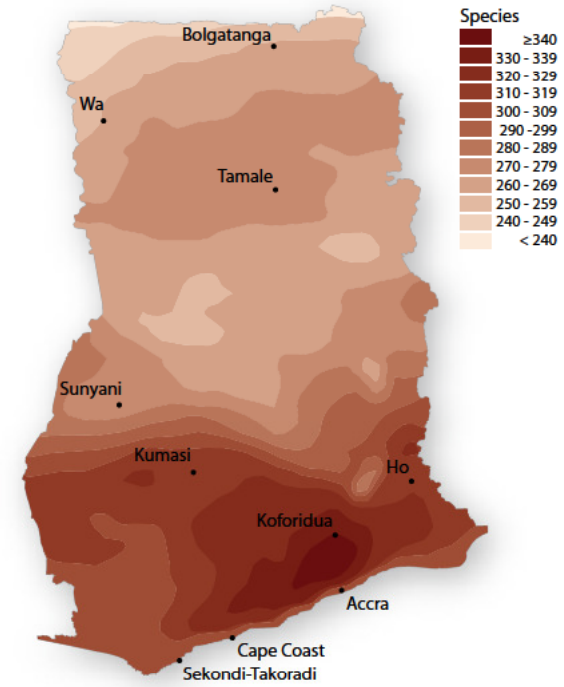 Species
≥340
330 - 339
320 - 329
310 - 319
300 - 309
290 -299
280 - 289
270 - 279
260 - 269
250 - 259
240 - 249
< 240
Bolgatanga
Wa
Tamale
Sunyani
Kumasi
Ho
Koforidua
Accra
Cape Coast
Sekondi-Takoradi